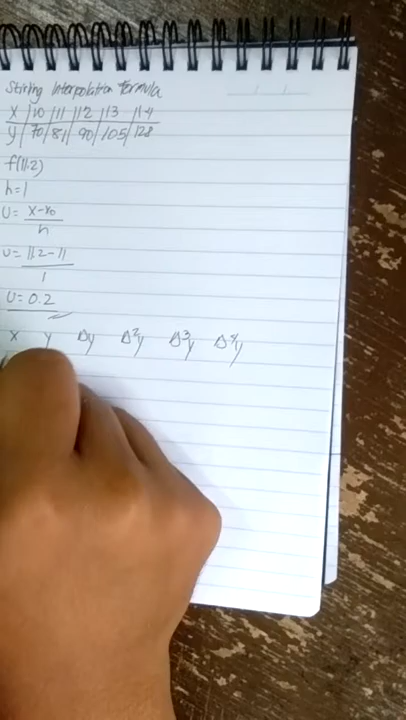 Stirling Interpolation formula
X | 10 | 11 | 12 | 13 | 14
Y | 70 | 81 | 90 | 105 | 128
f(11.2)
h=1
U = x-x₀ / h
U = 11.2-11 / 1
U = 0.2
X Y Δy Δ²y Δ³y Δ⁴y